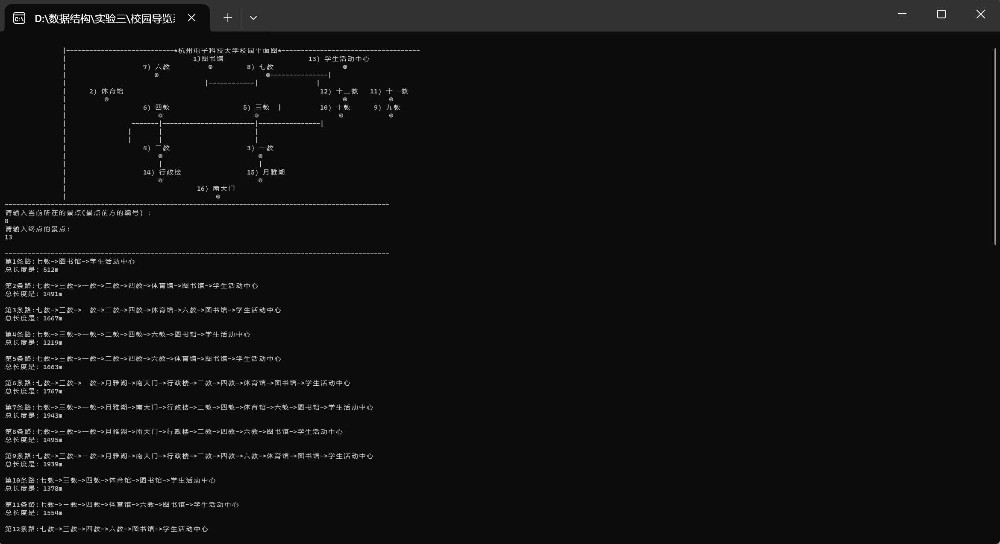 D:\数据结构\实验三\校园导览
|----------------------------*杭州电子科技大学校园平面图*------------------------------------
1)图书馆 13) 学生活动中心
7) 六教 ◎ 8) 七教 ◎
◎ ◎---------------|
|------------| |
2) 体育馆 12) 十二教 11) 十一教
◎ ◎ ◎
6) 四教 5) 三教 | 10) 十教 9) 九教
◎ ◎ ◎ ◎
-------|------------------------|----------------|
| | |
| | |
4) 二教 3) 一教
◎ ◎
| |
14) 行政楼 15) 月雅湖
◎ ◎
16) 南大门
◎
----------------------------------------------------------------------------------------------------
请输入当前所在的景点(景点前方的编号) :
8
请输入终点的景点:
13
----------------------------------------------------------------------------------------------------
第1条路:七教->图书馆->学生活动中心
总长度是: 512m
第2条路:七教->三教->一教->二教->四教->体育馆->图书馆->学生活动中心
总长度是: 1491m
第3条路:七教->三教->一教->二教->四教->体育馆->六教->图书馆->学生活动中心
总长度是: 1667m
第4条路:七教->三教->一教->二教->四教->六教->图书馆->学生活动中心
总长度是: 1219m
第5条路:七教->三教->一教->二教->四教->六教->体育馆->图书馆->学生活动中心
总长度是: 1663m
第6条路:七教->三教->一教->月雅湖->南大门->行政楼->二教->四教->体育馆->图书馆->学生活动中心
总长度是: 1767m
第7条路:七教->三教->一教->月雅湖->南大门->行政楼->二教->四教->体育馆->六教->图书馆->学生活动中心
总长度是: 1943m
第8条路:七教->三教->一教->月雅湖->南大门->行政楼->二教->四教->六教->图书馆->学生活动中心
总长度是: 1495m
第9条路:七教->三教->一教->月雅湖->南大门->行政楼->二教->四教->六教->体育馆->图书馆->学生活动中心
总长度是: 1939m
第10条路:七教->三教->四教->体育馆->图书馆->学生活动中心
总长度是: 1378m
第11条路:七教->三教->四教->体育馆->六教->图书馆->学生活动中心
总长度是: 1554m
第12条路:七教->三教->四教->六教->图书馆->学生活动中心